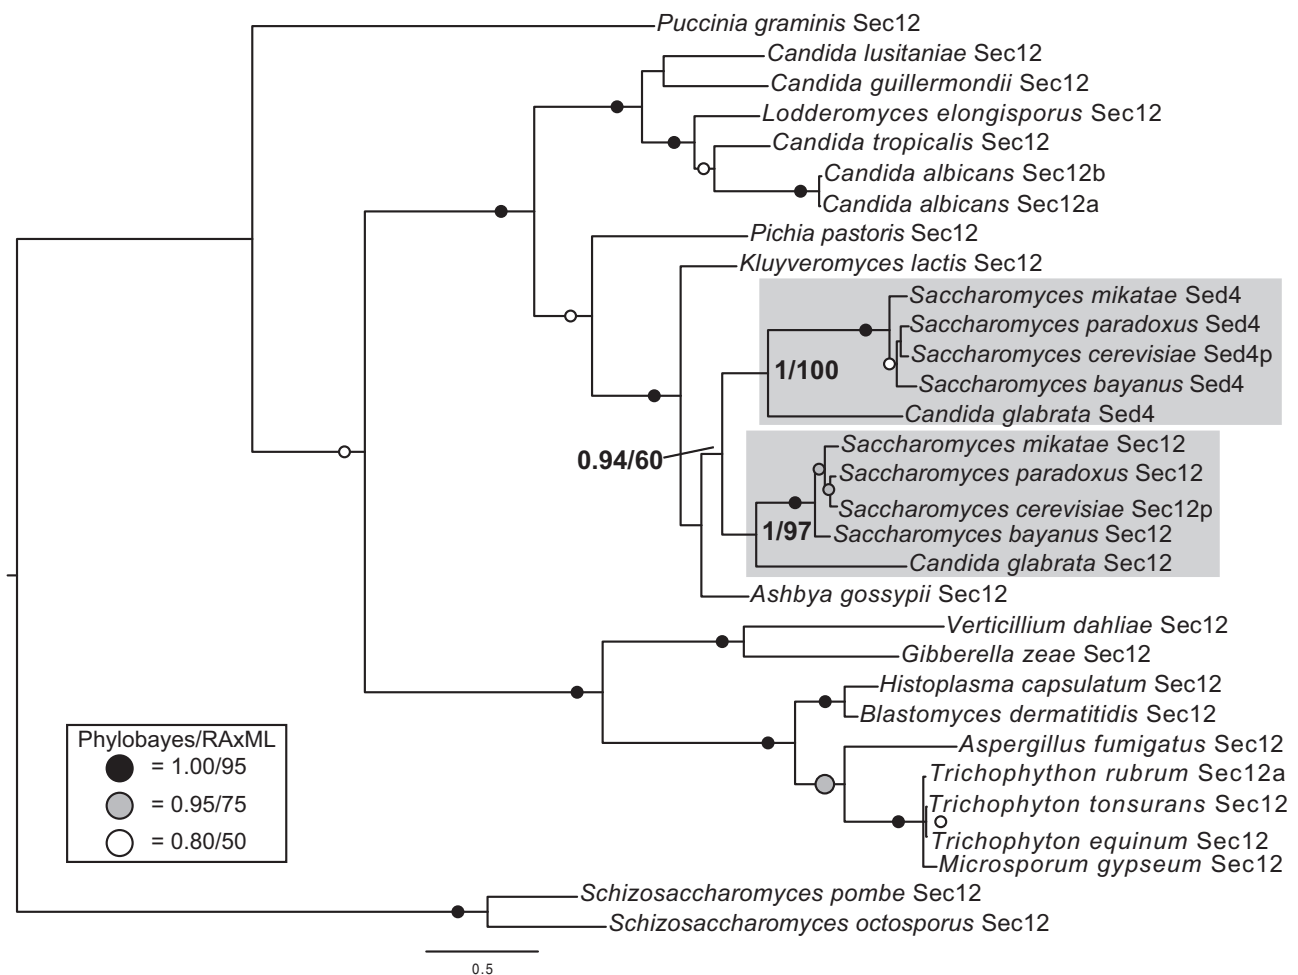 Puccinia graminis Sec12
Candida lusitaniae Sec12
Candida guillermondii Sec12
Lodderomyces elongisporus Sec12
Candida tropicalis Sec12
Candida albicans Sec12b
Candida albicans Sec12a
Pichia pastoris Sec12
Kluyveromyces lactis Sec12
Saccharomyces mikatae Sed4
Saccharomyces paradoxus Sed4
Saccharomyces cerevisiae Sed4p
1/100
Saccharomyces bayanus Sed4
Candida glabrata Sed4
Saccharomyces mikatae Sec12
0.94/60
Saccharomyces paradoxus Sec12
Saccharomyces cerevisiae Sec12p
1/97
Saccharomyces bayanus Sec12
Candida glabrata Sec12
Ashbya gossypii Sec12
Verticillium dahliae Sec12
Gibberella zeae Sec12
Histoplasma capsulatum Sec12
Blastomyces dermatitidis Sec12
Aspergillus fumigatus Sec12
Trichophython rubrum Sec12a
Trichophyton tonsurans Sec12
Trichophyton equinum Sec12
Microsporum gypseum Sec12
Schizosaccharomyces pombe Sec12
Schizosaccharomyces octosporus Sec12
Phylobayes/RAxML
= 1.00/95
= 0.95/75
= 0.80/50
0.5